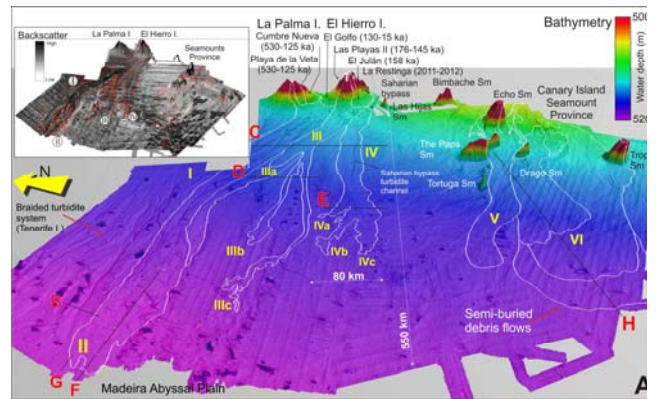 Backscatter
High
Low
La Palma I.
El Hierro I.
Seamounts
Province
I
II
N
La Palma I.
El Hierro I.
Cumbre Nueva
(530-125 ka)
Playa de la Veta
(530-125 ka)
El Golfo (130-15 ka)
Las Playas II (176-145 ka)
El Julán (158 ka)
La Restinga (2011-2012)
Saharian
bypass
Las Hijas
Sm
Bimbache Sm
Echo Sm
Canary Island
Seamount
Province
The Paps
Sm
Tortuga Sm
Drago Sm
Trop
Sm
Bathymetry
500
Water depth (m)
520
C
III
IV
D
IIIa
I
E
Saharian bypass
turbidite
channel
Braided turbidite
system
(Tenerife I.)
IVa
IVb
IVc
IIIb
IIIc
V
VI
80 km
550 km
Semi-buried
debris flows
H
II
G
F
Madeira Abyssal Plain
A